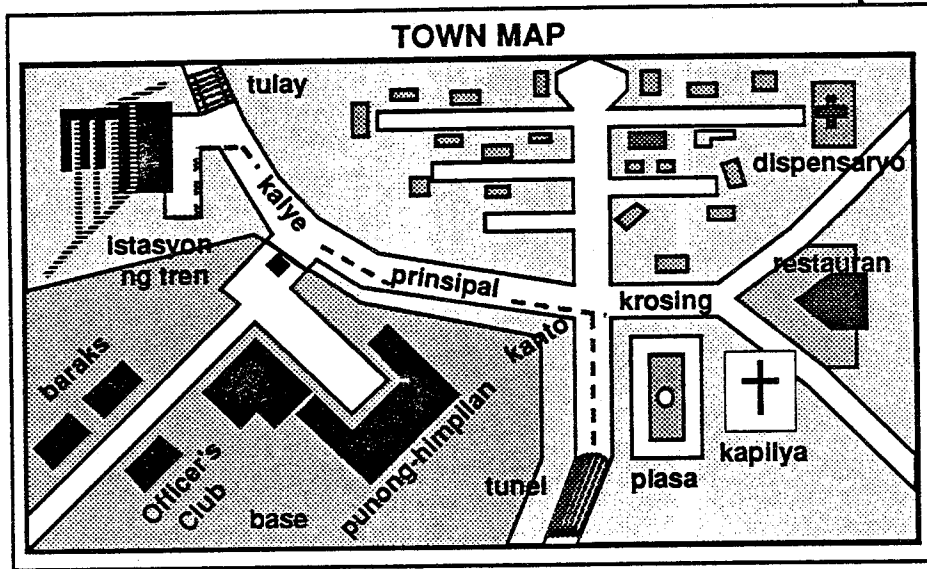 TOWN MAP
tulay
dispensaryo
kalye
istasyon
ng tren
prinsipal
restauran
krosing
kanto
baraks
Officer's
Club
base
punong-himpilan
tunel
plasa
kapilya